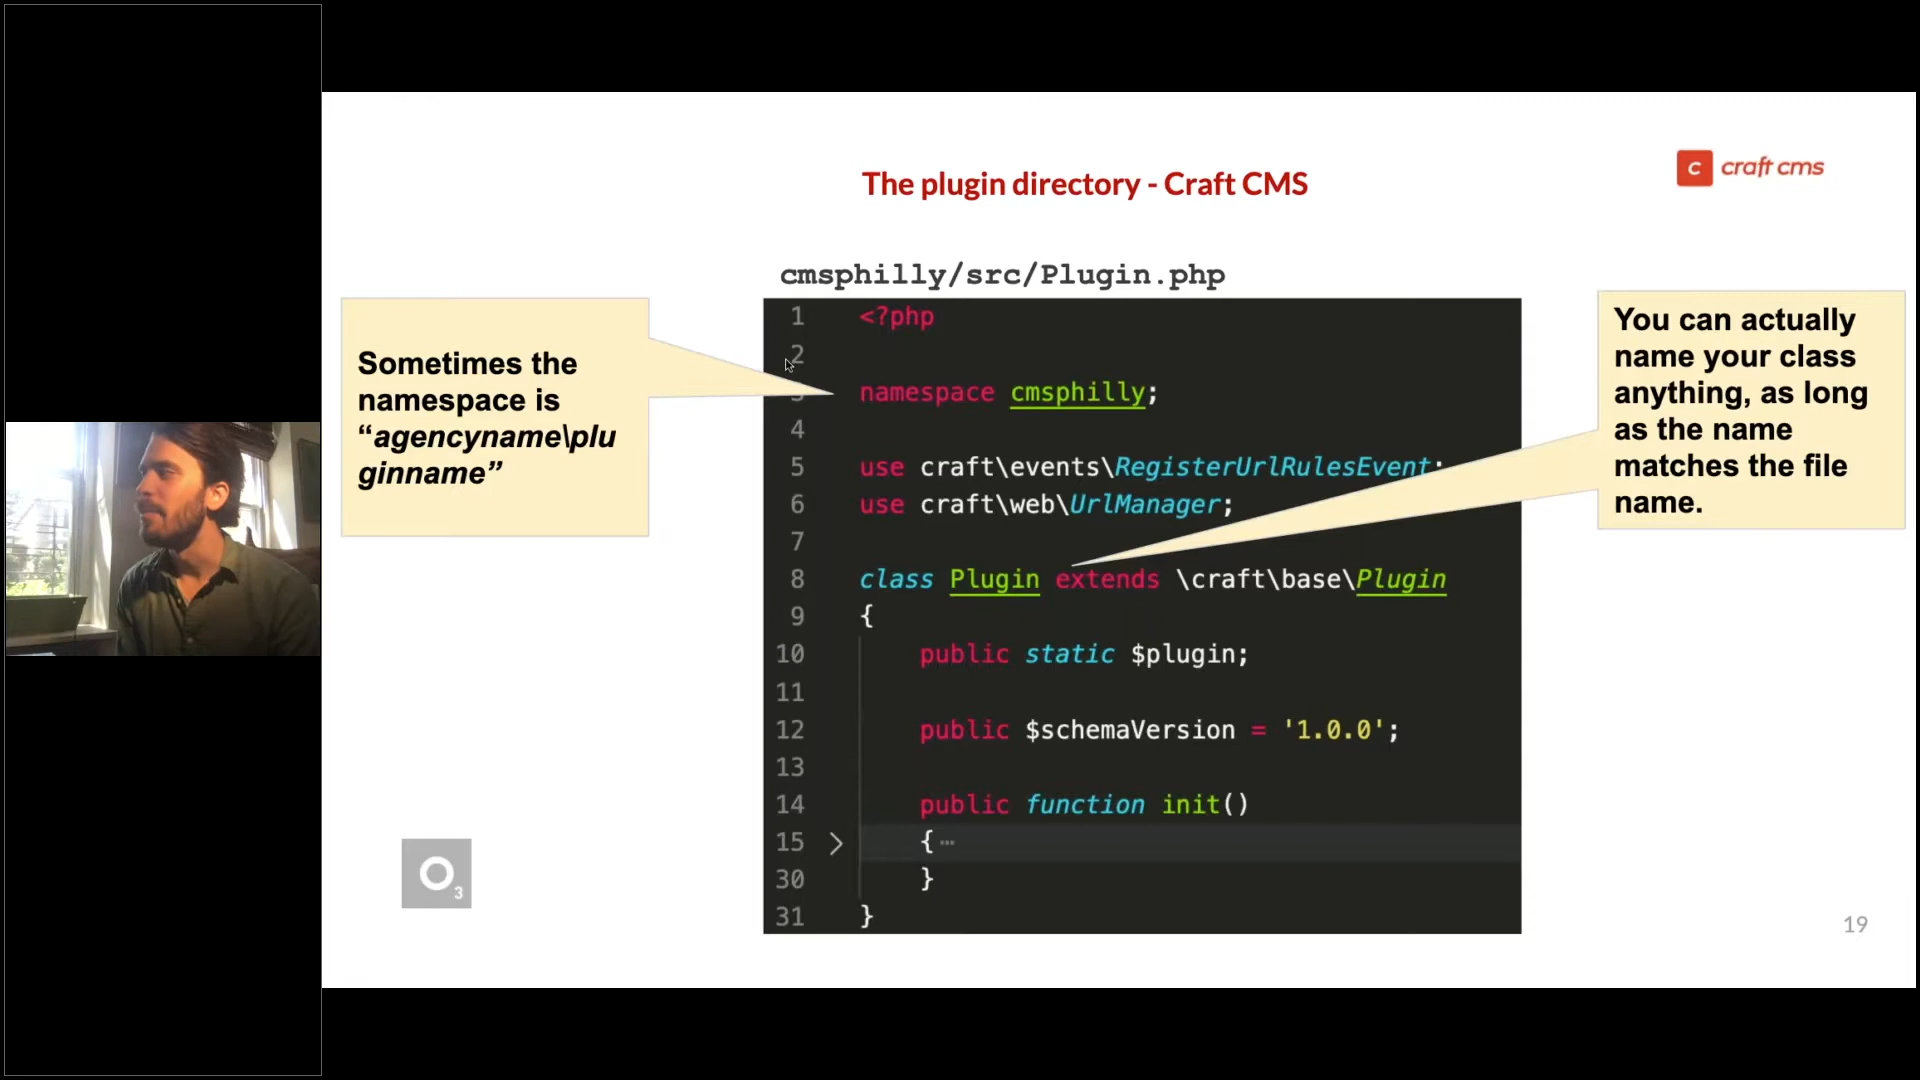 The plugin directory - Craft CMS
c craft cms
cmsphilly/src/Plugin.php
Sometimes the
namespace is
“agencyname\plu
ginname”
You can actually
name your class
anything, as long
as the name
matches the file
name.
1 <?php
2
3 namespace cmsphilly;
4
5 use craft\events\RegisterUrlRulesEvent;
6 use craft\web\UrlManager;
7
8 class Plugin extends \craft\base\Plugin
9 {
10 public static $plugin;
11
12 public $schemaVersion = '1.0.0';
13
14 public function init()
15 > { …
30 }
31 }
O3
19